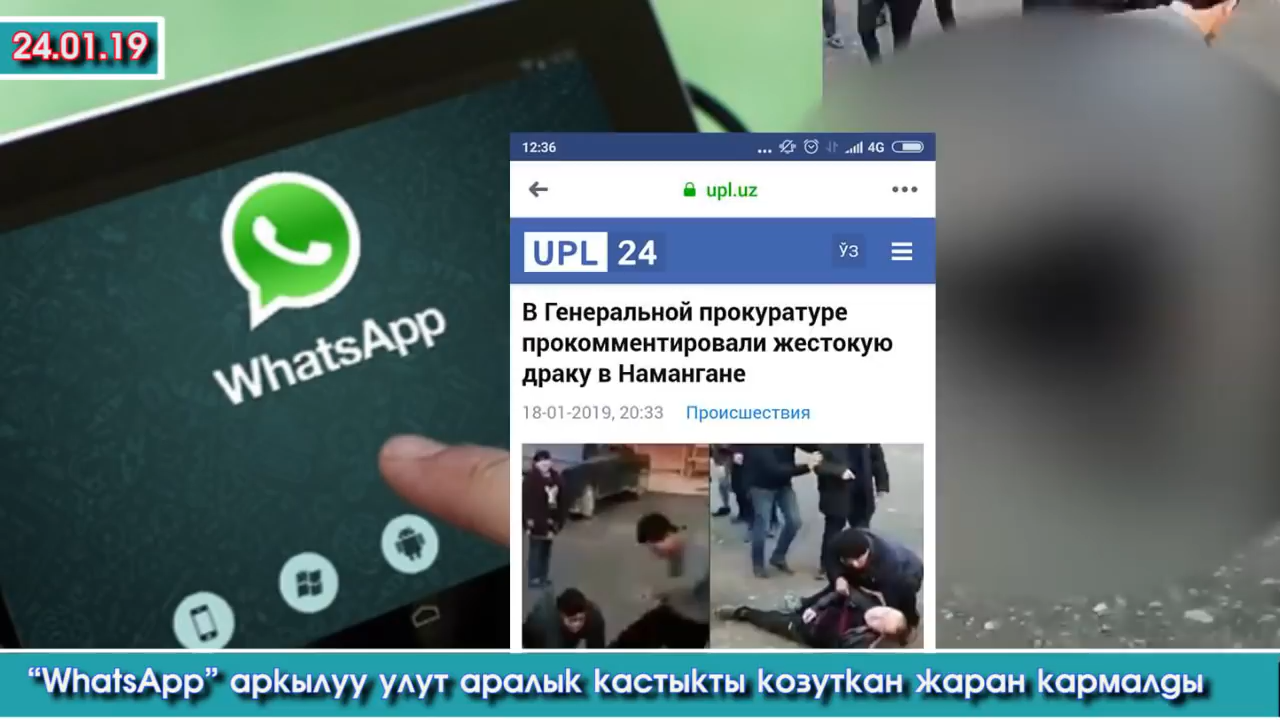 24.01.19
WhatsApp
12:36
4G
upl.uz
UPL 24
ЎЗ
В Генеральной прокуратуре
прокомментировали жестокую
драку в Намангане
18-01-2019, 20:33 Происшествия
“WhatsApp” аркылуу улут аралык кастыкты козуткан жаран кармалды